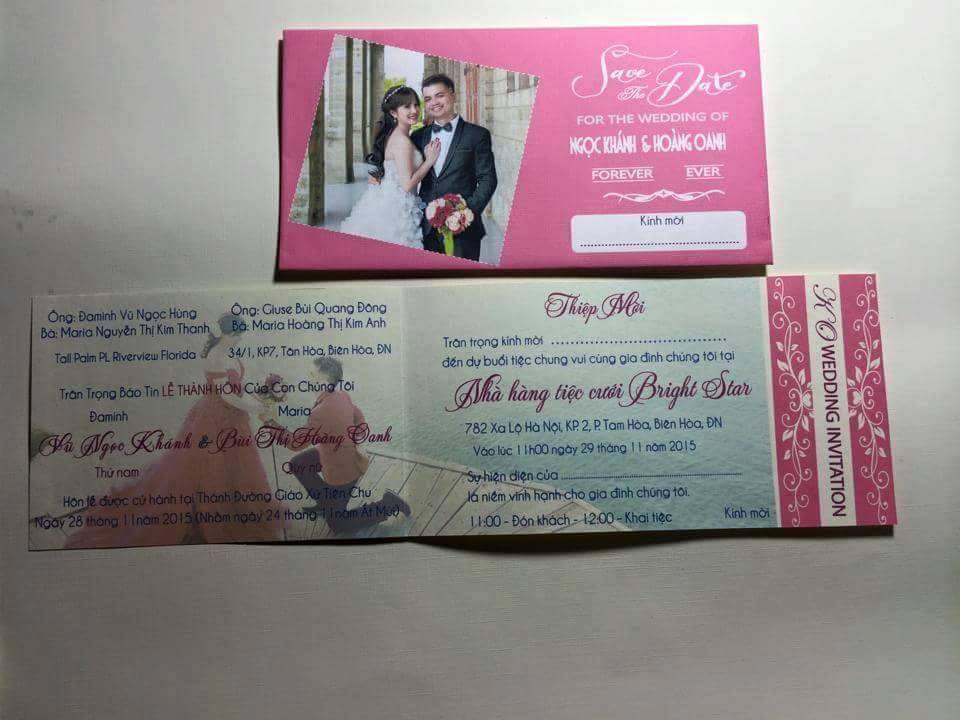 Save The Date
FOR THE WEDDING OF
NGỌC KHÁNH & HOÀNG OANH
FOREVER EVER
Kính mời
Ông: Đaminh Vũ Ngọc Hùng
Bà: Maria Nguyễn Thị Kim Thanh
Tall Palm PL Riverview Florida
Ông: Giuse Bùi Quang Đông
Bà: Maria Hoàng Thị Kim Anh
34/1, KP7, Tân Hòa, Biên Hòa, ĐN
Trân Trọng Báo Tin LỄ THÀNH HÔN Của Con Chúng Tôi
Đaminh Maria
Vũ Ngọc Khánh & Bùi Thị Hoàng Oanh
Thứ nam Quý nữ
Hôn lễ được cử hành tại Thánh Đường Giáo Xứ Tiên Chu
Ngày 28 tháng 11 năm 2015 (Nhằm ngày 24 tháng 11 năm Ất Mùi)
Thiệp Mời
Trân trọng kính mời
đến dự buổi tiệc chung vui cùng gia đình chúng tôi tại
Nhà hàng tiệc cưới Bright Star
782 Xa Lộ Hà Nội, KP. 2, P. Tam Hòa, Biên Hòa, ĐN
Vào lúc 11h00 ngày 29 tháng 11 năm 2015
Sự hiện diện của
là niềm vinh hạnh cho gia đình chúng tôi.
11:00 - Đón khách - 12:00 - Khai tiệc Kính mời
K O WEDDING INVITATION